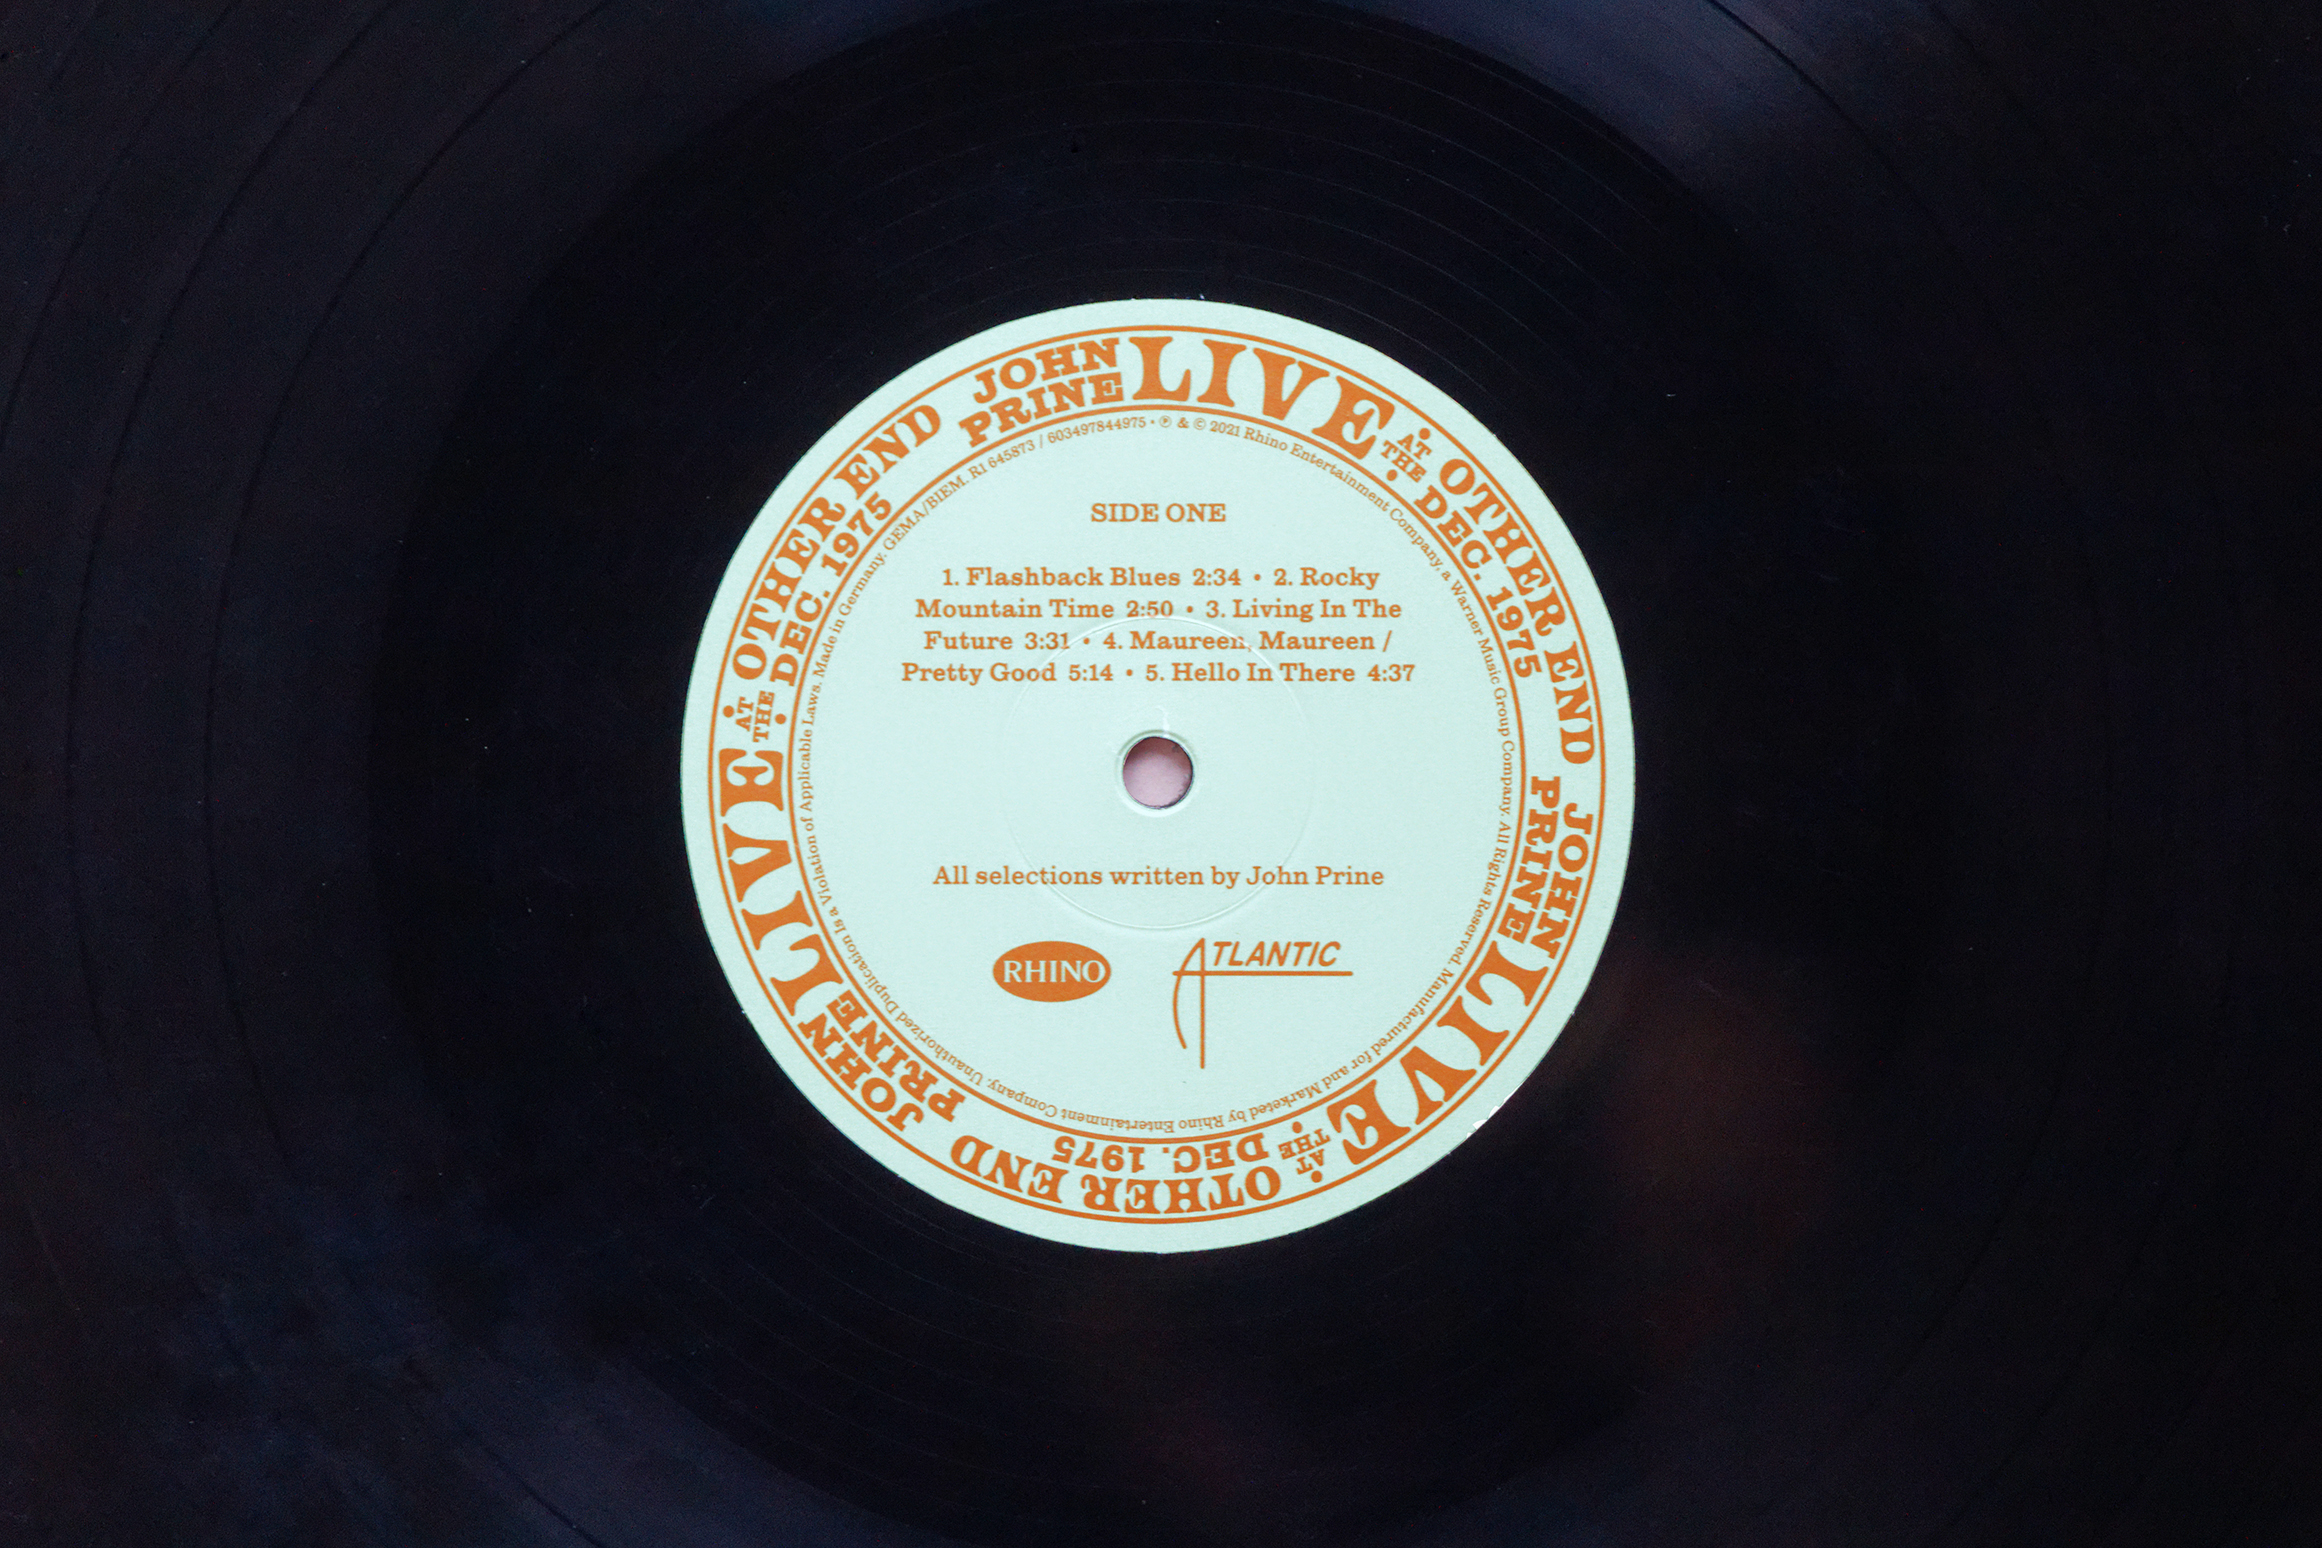 JOHN PRINE LIVE AT THE OTHER END DEC. 1975
JOHN PRINE LIVE AT THE OTHER END DEC. 1975
JOHN PRINE LIVE AT THE OTHER END DEC. 1975
℗ & © 2021 Rhino Entertainment Company, a Warner Music Group Company. All Rights Reserved. Manufactured for and Marketed by Rhino Entertainment Company. Unauthorized Duplication Is a Violation of Applicable Laws. Made in Germany. GEMA/BIEM. R1 645873 / 603497844975 •
SIDE ONE
1. Flashback Blues 2:34 • 2. Rocky
Mountain Time 2:50 • 3. Living In The
Future 3:31 • 4. Maureen, Maureen /
Pretty Good 5:14 • 5. Hello In There 4:37
All selections written by John Prine
RHINO
ATLANTIC